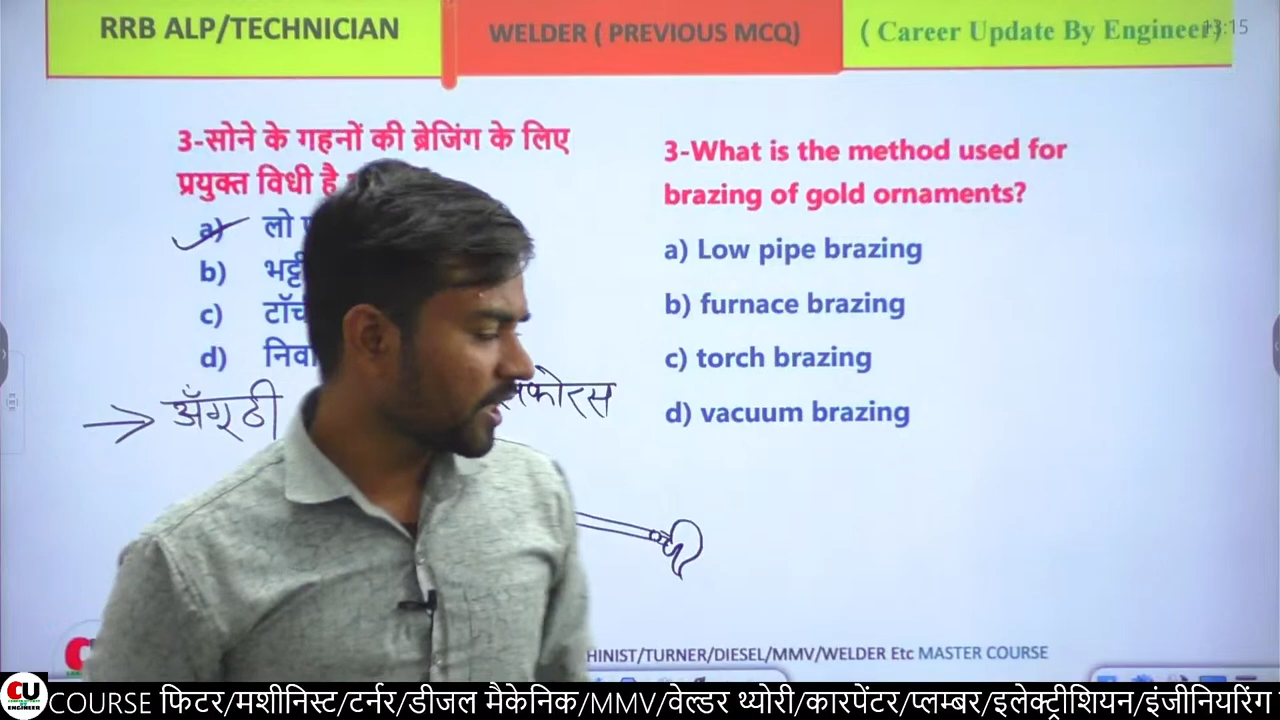 RRB ALP/TECHNICIAN
WELDER ( PREVIOUS MCQ)
( Career Update By Engineer)
13:15
3-सोने के गहनों की ब्रेजिंग के लिए
प्रयुक्त विधी है
a) लो
b) भट्टी
c) टॉर्च
d)
अँगूठी
3-What is the method used for
brazing of gold ornaments?
a) Low pipe brazing
b) furnace brazing
c) torch brazing
d) vacuum brazing
HINIST/TURNER/DIESEL/MMV/WELDER Etc MASTER COURSE
CU
ENGINEER
COURSE फिटर/मशीनिस्ट/टर्नर/डीजल मैकेनिक/MMV/वेल्डर थ्योरी/कारपेंटर/प्लम्बर/इलेक्ट्रीशियन/इंजीनियरिंग